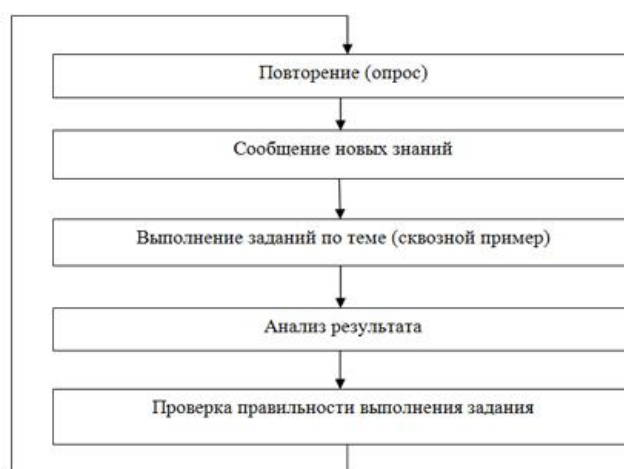 Повторение (опрос)
Сообщение новых знаний
Выполнение заданий по теме (сквозной пример)
Анализ результата
Проверка правильности выполнения задания